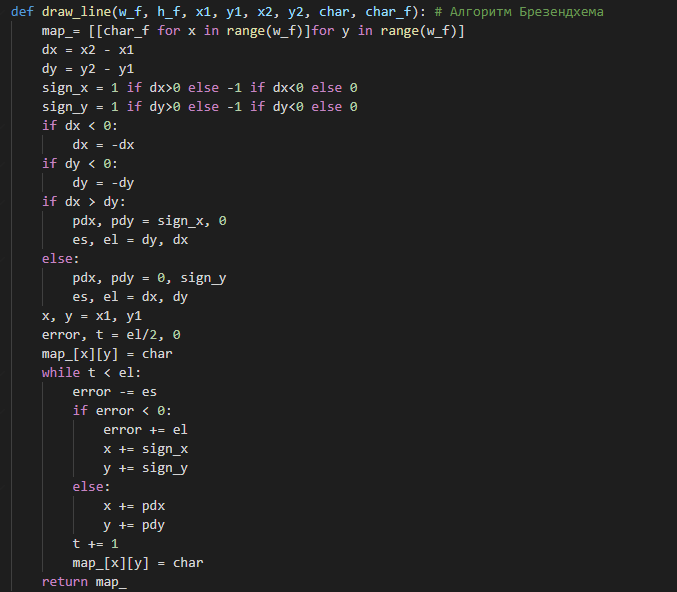 def draw_line(w_f, h_f, x1, y1, x2, y2, char, char_f): # Алгоритм Брезендхема
    map_= [[char_f for x in range(w_f)]for y in range(w_f)]
    dx = x2 - x1
    dy = y2 - y1
    sign_x = 1 if dx>0 else -1 if dx<0 else 0
    sign_y = 1 if dy>0 else -1 if dy<0 else 0
    if dx < 0:
        dx = -dx
    if dy < 0:
        dy = -dy
    if dx > dy:
        pdx, pdy = sign_x, 0
        es, el = dy, dx
    else:
        pdx, pdy = 0, sign_y
        es, el = dx, dy
    x, y = x1, y1
    error, t = el/2, 0
    map_[x][y] = char
    while t < el:
        error -= es
        if error < 0:
            error += el
            x += sign_x
            y += sign_y
        else:
            x += pdx
            y += pdy
        t += 1
        map_[x][y] = char
    return map_